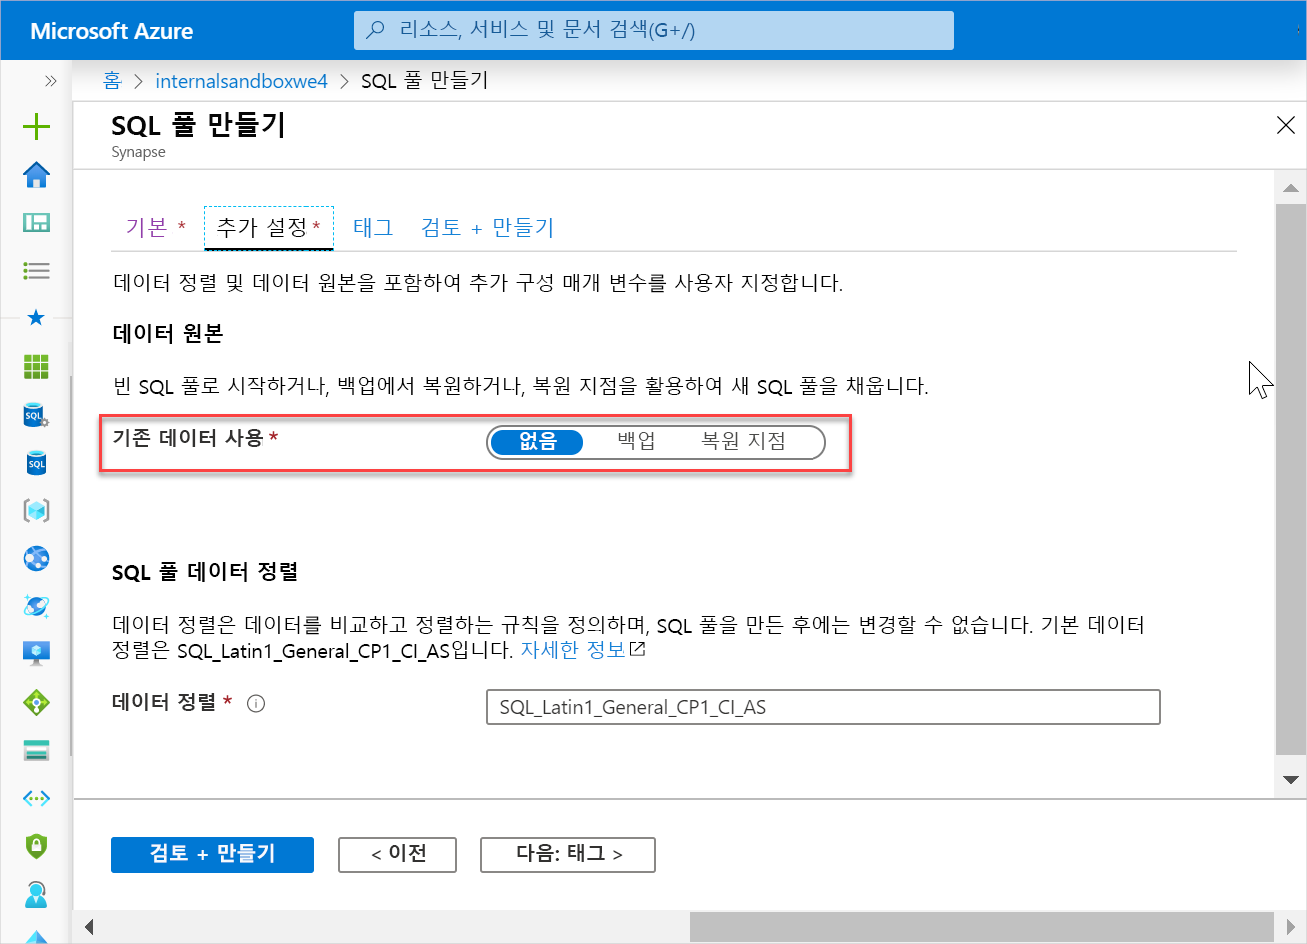 Microsoft Azure
리소스, 서비스 및 문서 검색(G+/)
홈 > internalsandboxwe4 > SQL 풀 만들기
SQL 풀 만들기
Synapse
기본 * 추가 설정 * 태그 검토 + 만들기
데이터 정렬 및 데이터 원본을 포함하여 추가 구성 매개 변수를 사용자 지정합니다.
데이터 원본
빈 SQL 풀로 시작하거나, 백업에서 복원하거나, 복원 지점을 활용하여 새 SQL 풀을 채웁니다.
기존 데이터 사용 * 없음 백업 복원 지점
SQL 풀 데이터 정렬
데이터 정렬은 데이터를 비교하고 정렬하는 규칙을 정의하며, SQL 풀을 만든 후에는 변경할 수 없습니다. 기본 데이터
정렬은 SQL_Latin1_General_CP1_CI_AS입니다. 자세한 정보
데이터 정렬 * SQL_Latin1_General_CP1_CI_AS
검토 + 만들기 < 이전 다음: 태그 >
SQL
SQL